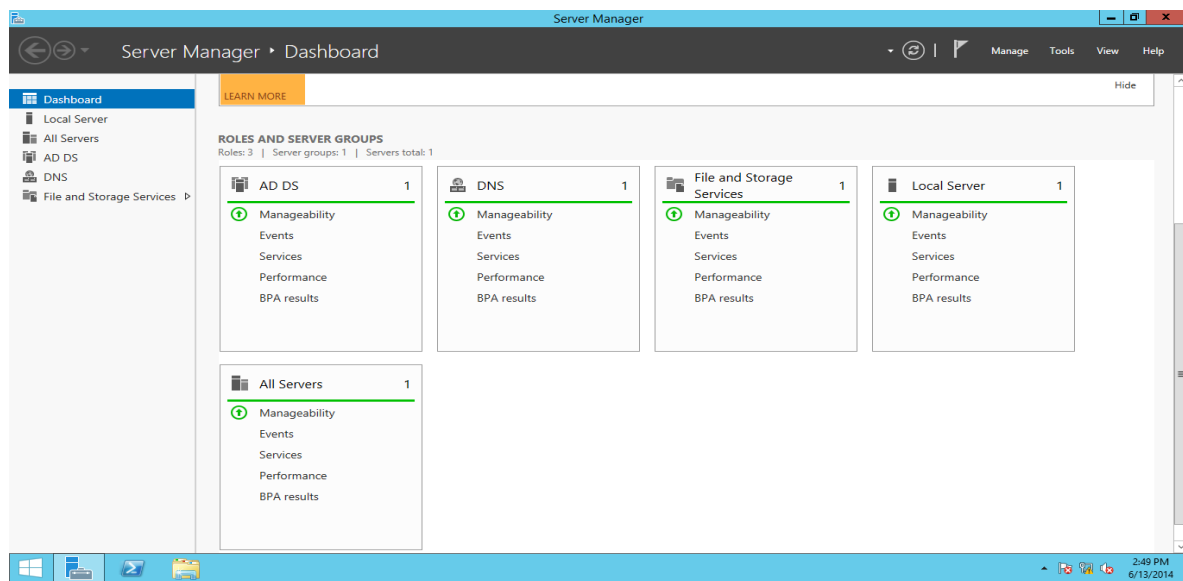 Server Manager
Server Manager • Dashboard
Manage Tools View Help
Dashboard
Local Server
All Servers
AD DS
DNS
File and Storage Services
LEARN MORE
Hide
ROLES AND SERVER GROUPS
Roles: 3 | Server groups: 1 | Servers total: 1
AD DS 1
Manageability
Events
Services
Performance
BPA results
DNS 1
Manageability
Events
Services
Performance
BPA results
File and Storage
Services 1
Manageability
Events
Services
Performance
BPA results
Local Server 1
Manageability
Events
Services
Performance
BPA results
All Servers 1
Manageability
Events
Services
Performance
BPA results
2:49 PM
6/13/2014